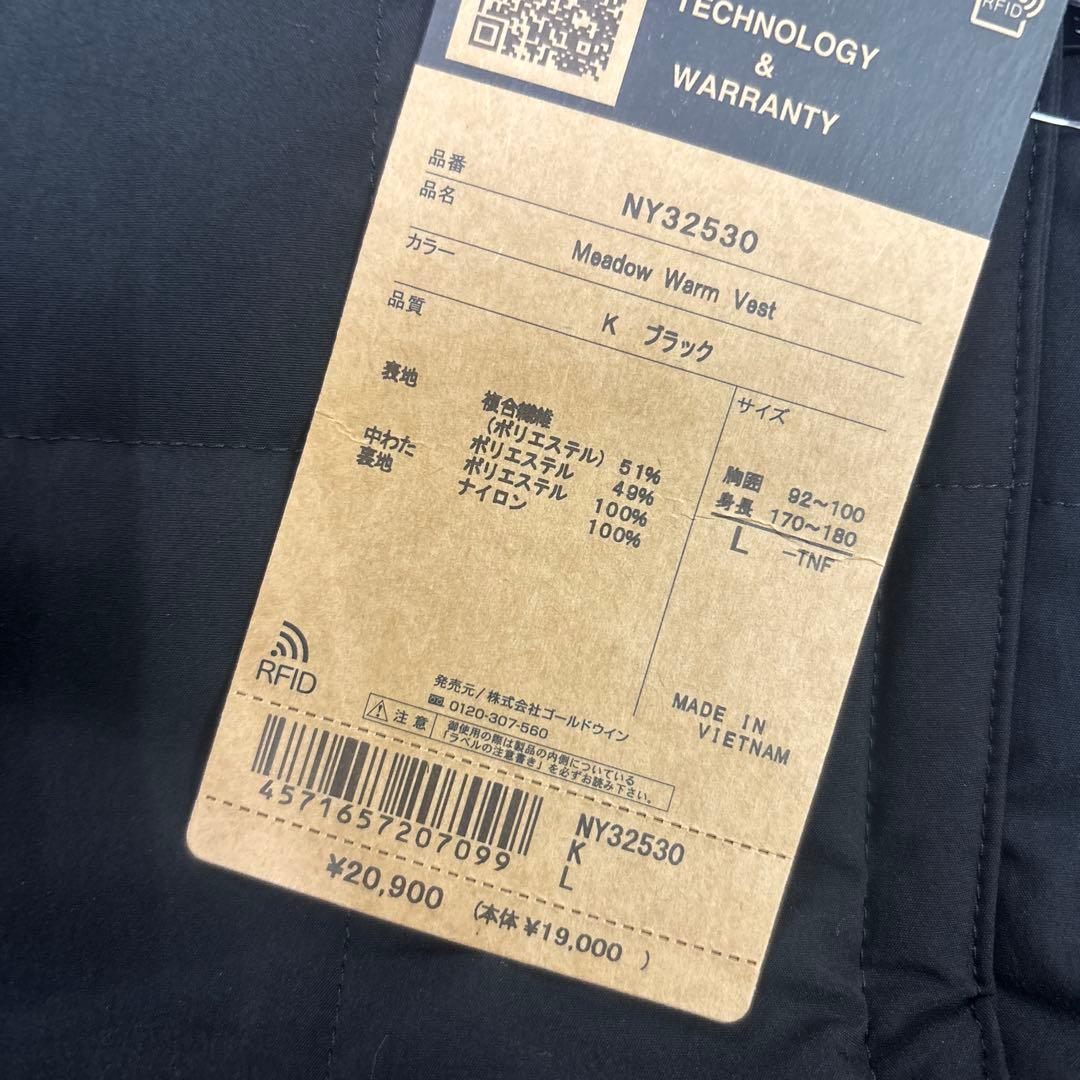 TECHNOLOGY
&
WARRANTY
RFID
品番 NY32530
品名 Meadow Warm Vest
カラー K ブラック
品質
サイズ
表地 複合繊維
(ポリエステル) 51%
ポリエステル 49%
中わた ポリエステル 100%
裏地 ナイロン 100%
胸囲 92~100
身長 170~180
L -TNF
RFID
MADE IN
VIETNAM
発売元/株式会社ゴールドウイン
0120-307-560
注意 御使用の際は製品の内側についている
「ラベルの注意書き」を必ずお読み下さい。
4571657207099
NY32530
K
L
¥20,900 (本体¥19,000 )